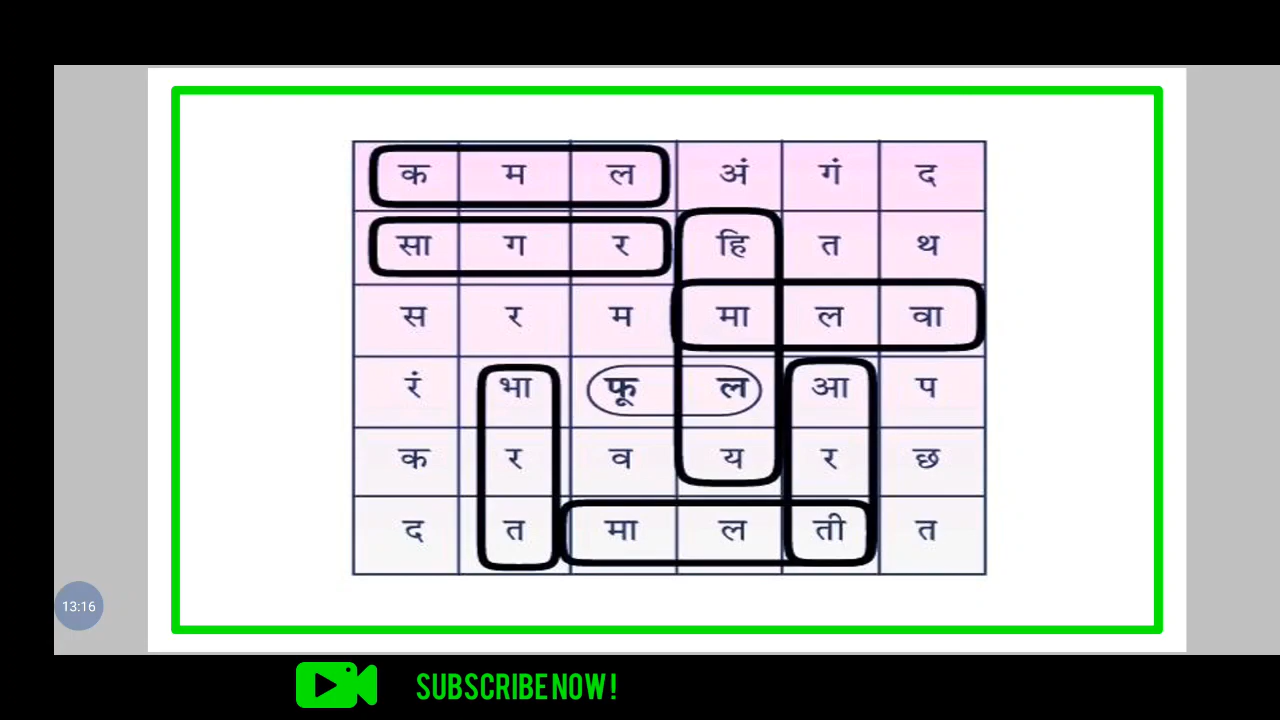 क म ल अं गं द
सा ग र हि त थ
स र म मा ल वा
रं भा फू ल आ प
क र व य र छ
द त मा ल ती त
13:16
SUBSCRIBE NOW!